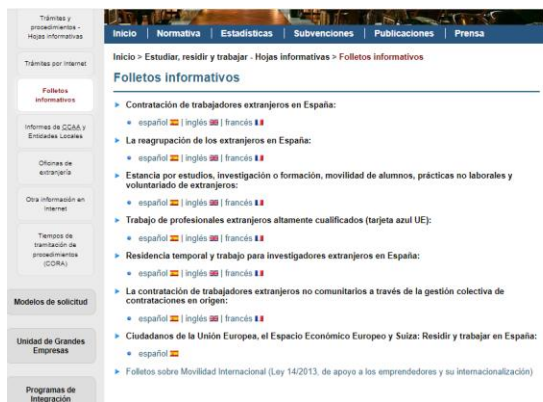 Trámites y
procedimientos -
Hojas informativas
Trámites por Internet
Folletos
informativos
Informes de CCAA y
Entidades Locales
Oficinas de
extranjería
Otra información en
Internet
Tiempos de
tramitación de
procedimientos
(CORA)
Modelos de solicitud
Unidad de Grandes
Empresas
Programas de
Integración
Inicio | Normativa | Estadísticas | Subvenciones | Publicaciones | Prensa
Inicio > Estudiar, residir y trabajar - Hojas informativas > Folletos informativos
Folletos informativos
Contratación de trabajadores extranjeros en España:
español | inglés | francés
La reagrupación de los extranjeros en España:
español | inglés | francés
Estancia por estudios, investigación o formación, movilidad de alumnos, prácticas no laborales y
voluntariado de extranjeros:
español | inglés | francés
Trabajo de profesionales extranjeros altamente cualificados (tarjeta azul UE):
español | inglés | francés
Residencia temporal y trabajo para investigadores extranjeros en España:
español | inglés | francés
La contratación de trabajadores extranjeros no comunitarios a través de la gestión colectiva de
contrataciones en origen:
español | inglés | francés
Ciudadanos de la Unión Europea, el Espacio Económico Europeo y Suiza: Residir y trabajar en España:
español
Folletos sobre Movilidad Internacional (Ley 14/2013, de apoyo a los emprendedores y su internacionalización)